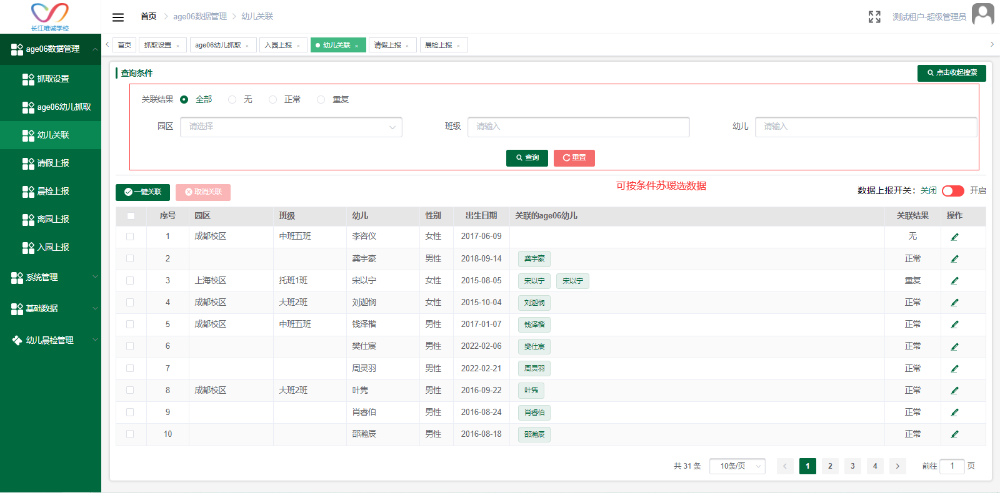 长江唯诚学校
首页 > age06数据管理 > 幼儿关联
测试租户-超级管理员
首页 抓取设置 × age06幼儿抓取 × 入园上报 × 幼儿关联 × 请假上报 × 晨检上报 ×
age06数据管理
抓取设置
age06幼儿抓取
幼儿关联
请假上报
晨检上报
离园上报
入园上报
系统管理
基础数据
幼儿晨检管理
查询条件
点击收起搜索
关联结果 全部 无 正常 重复
园区 请选择 班级 请输入 幼儿 请输入
查询 重置
可按条件苏瑷选数据
一键关联 取消关联
数据上报开关：关闭 开启
序号 园区 班级 幼儿 性别 出生日期 关联的age06幼儿 关联结果 操作
1 成都校区 中班五班 李咨仪 女性 2017-06-09 无
2 龚宇豪 男性 2018-09-14 龚宇豪 正常
3 上海校区 托班1班 宋以宁 女性 2015-08-05 宋以宁 宋以宁 重复
4 成都校区 大班2班 刘迦悯 女性 2015-10-04 刘迦悯 正常
5 成都校区 中班五班 钱泽楷 男性 2017-01-07 钱泽楷 正常
6 樊仕宸 男性 2022-02-06 樊仕宸 正常
7 周灵羽 男性 2022-02-21 周灵羽 正常
8 成都校区 大班2班 叶隽 男性 2016-09-22 叶隽 正常
9 肖睿伯 男性 2016-08-24 肖睿伯 正常
10 邵瀚辰 男性 2016-08-18 邵瀚辰 正常
共 31 条 10条/页 < 1 2 3 4 > 前往 1 页